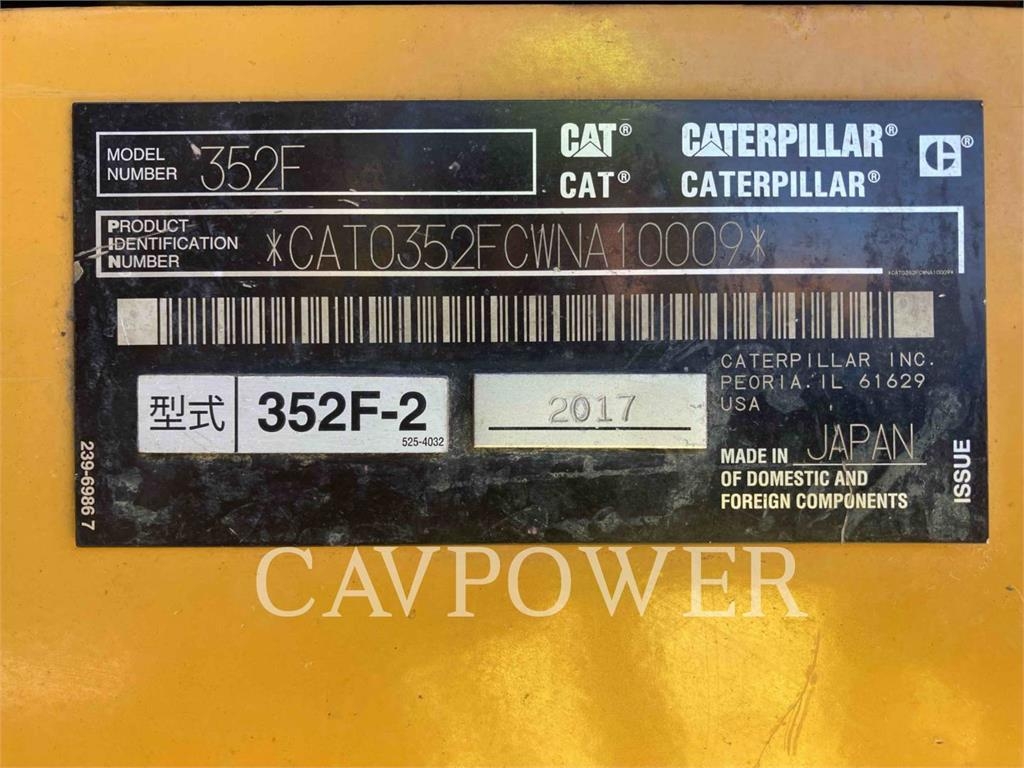 MODEL NUMBER 352F
CAT® CATERPILLAR® ®
CAT® CATERPILLAR®
PRODUCT
IDENTIFICATION
NUMBER
*CAT0352FCWNA10009*
*CAT0352FCWNA10009*
CATERPILLAR INC.
PEORIA. IL 61629
USA
型式 352F-2
525-4032
2017
MADE IN JAPAN
OF DOMESTIC AND
FOREIGN COMPONENTS
239-6986 7
ISSUE
CAVPOWER